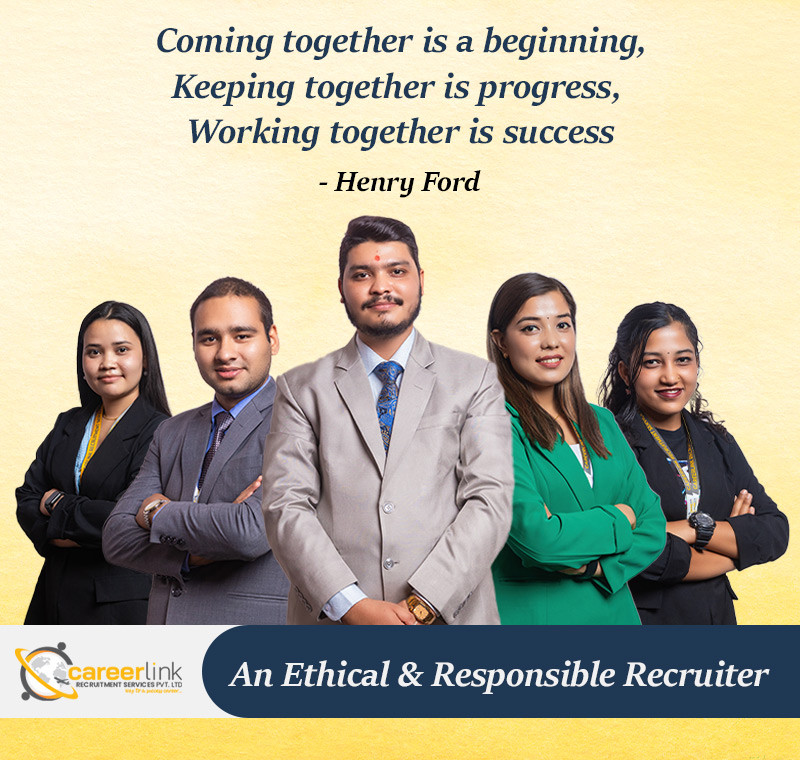 Coming together is a beginning,
Keeping together is progress,
Working together is success
- Henry Ford
careerlink
RECRUITMENT SERVICES PVT. LTD
An Ethical & Responsible Recruiter